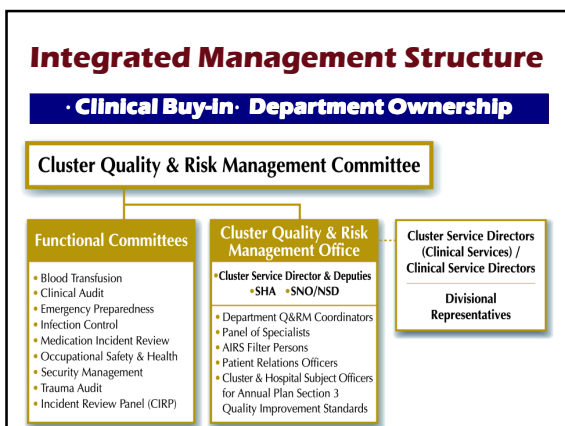 Integrated Management Structure
· Clinical Buy-in· Department Ownership
Cluster Quality & Risk Management Committee
Functional Committees
• Blood Transfusion
• Clinical Audit
• Emergency Preparedness
• Infection Control
• Medication Incident Review
• Occupational Safety & Health
• Security Management
• Trauma Audit
• Incident Review Panel (CIRP)
Cluster Quality & Risk
Management Office
•Cluster Service Director & Deputies
•SHA •SNO/NSD
• Department Q&RM Coordinators
• Panel of Specialists
• AIRS Filter Persons
• Patient Relations Officers
• Cluster & Hospital Subject Officers
for Annual Plan Section 3
Quality Improvement Standards
Cluster Service Directors
(Clinical Services) /
Clinical Service Directors
Divisional
Representatives